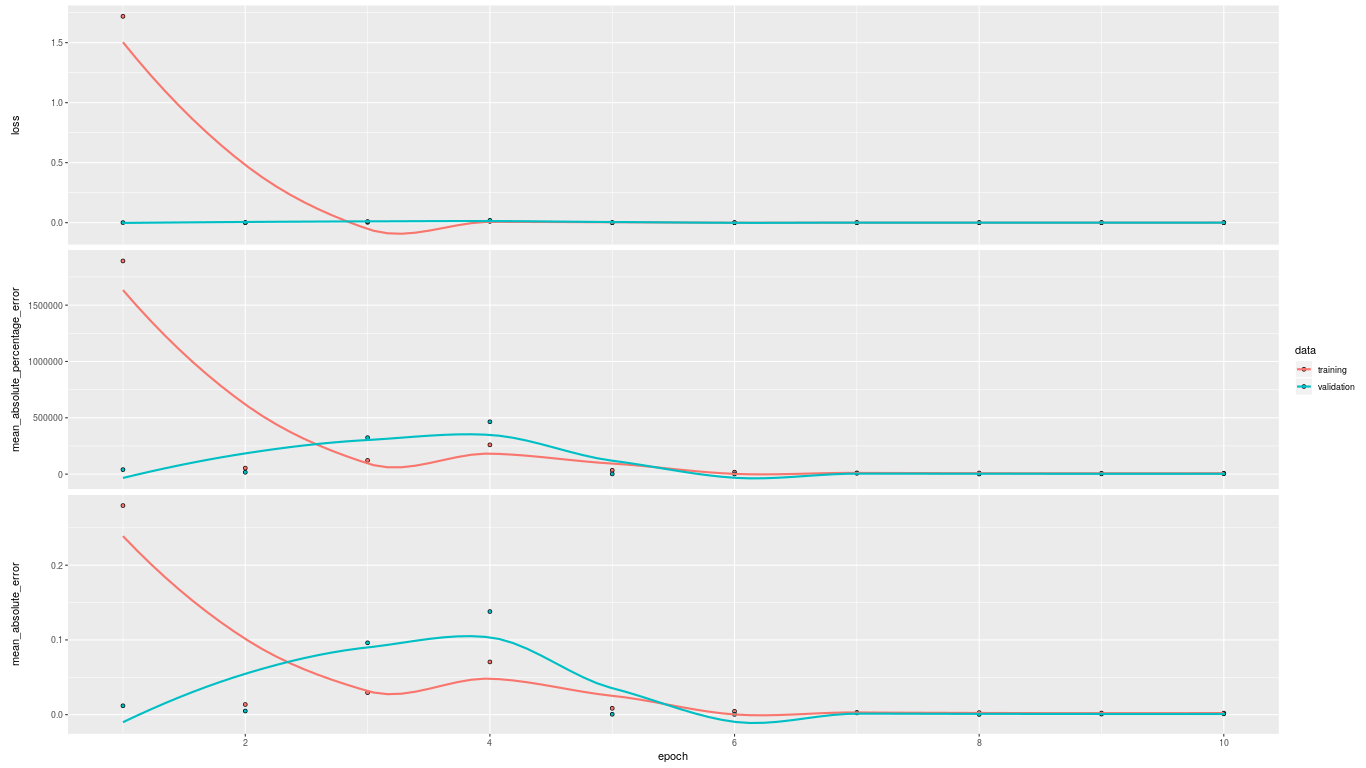 loss
1.5
1.0
0.5
0.0
mean_absolute_percentage_error
1500000
1000000
500000
0
mean_absolute_error
0.2
0.1
0.0
2
4
6
8
10
epoch
data
training
validation